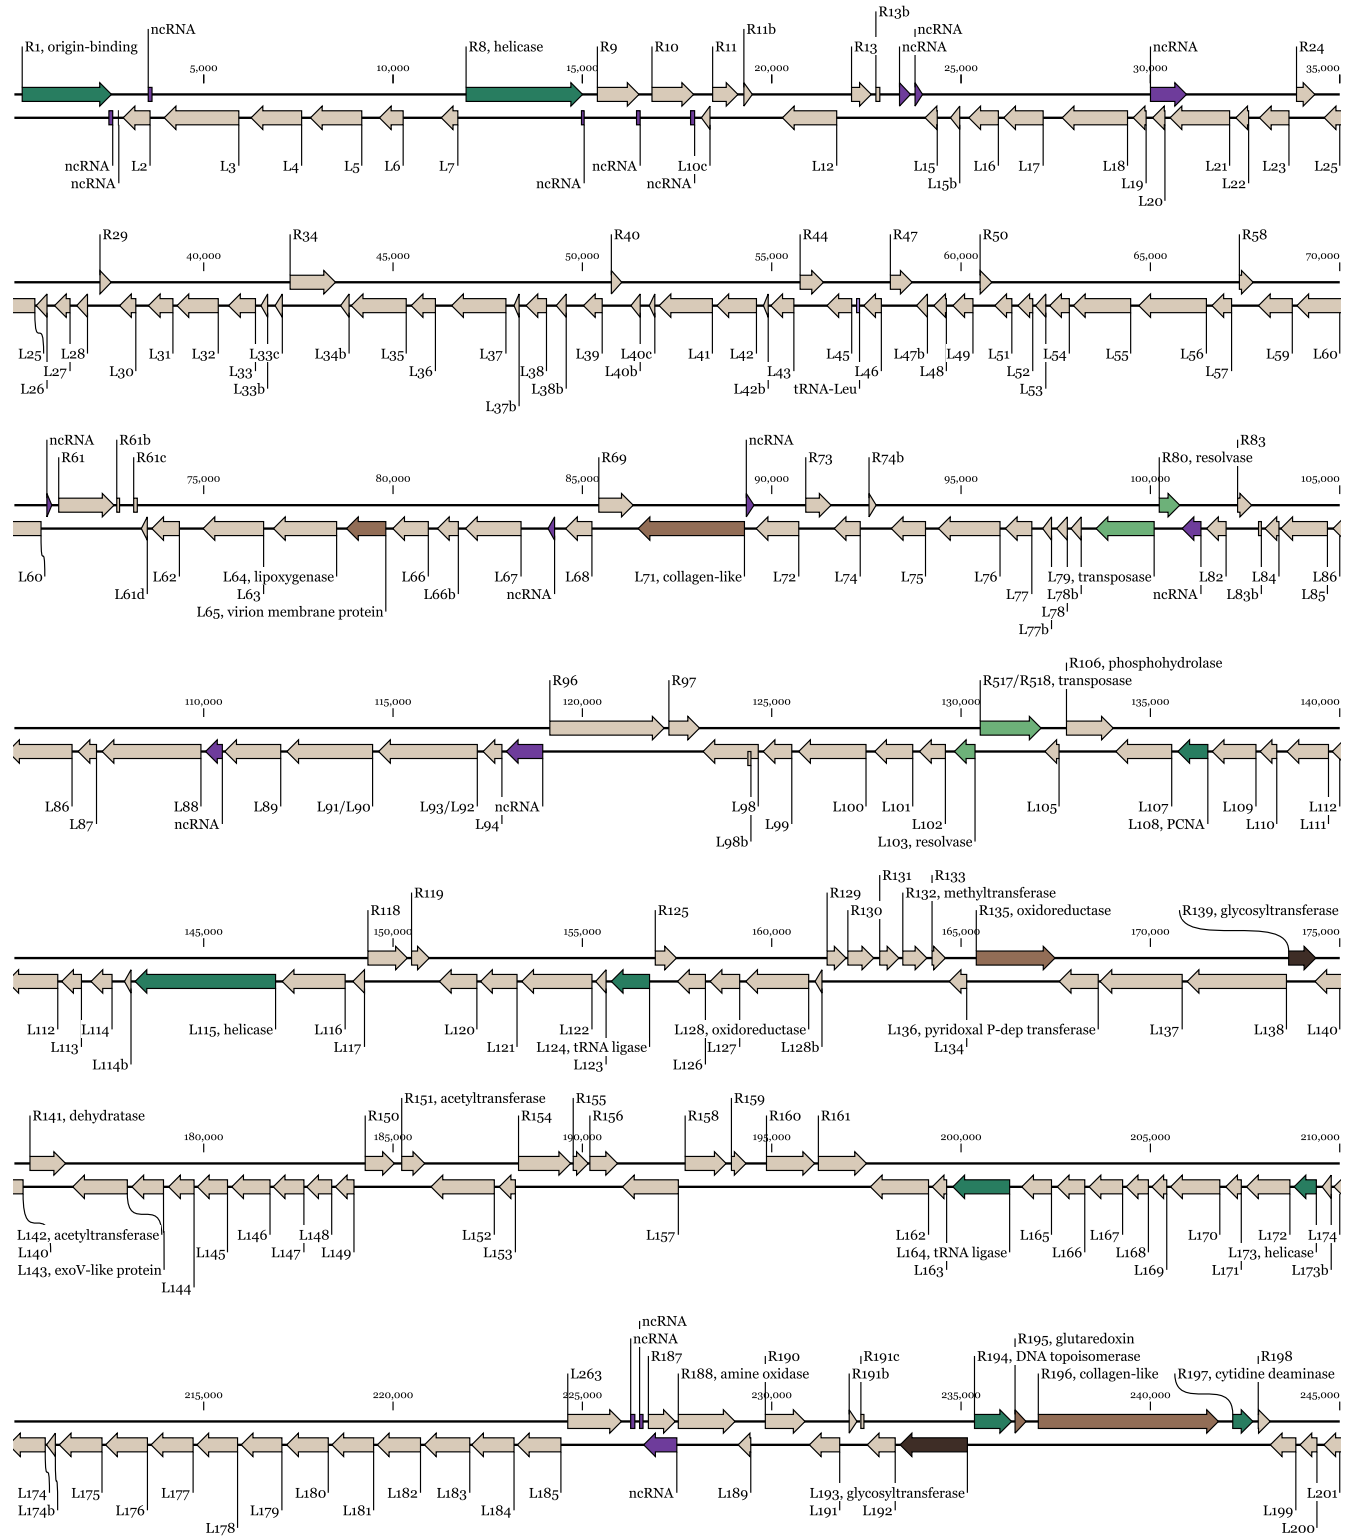 R13b
ncRNA R11b ncRNA
R1, origin-binding R8, helicase R9 R10 R11 R13 ncRNA ncRNA R24
5,000 10,000 15,000 20,000 25,000 30,000 35,000
ncRNA L2 L3 L4 L5 L6 L7 ncRNA L10c L12 L15 L16 L17 L18 L21 L23 L25
ncRNA ncRNA ncRNA L15b L19 L22
L20
R29 R34 R40 R44 R47 R50 R58
40,000 45,000 50,000 55,000 60,000 65,000 70,000
L25 L28 L31 L32 L33c L34b L35 L37 L39 L40c L41 L42 L45 L47b L49 L51 L54 L55 L56 L59 L60
L27 L30 L33 L36 L38 L40b L43 L46 L48 L52 L57
L26 L33b L38b L42b tRNA-Leu L53
L37b
ncRNA R61b ncRNA R83
R61 R61c R69 R73 R74b R80, resolvase
75,000 80,000 85,000 90,000 95,000 100,000 105,000
L60 L62 L64, lipoxygenase L66 L67 L68 L71, collagen-like L72 L74 L75 L76 L79, transposase L82 L84 L86
L61d L63 L66b ncRNA L77 L78b ncRNA L83b L85
L65, virion membrane protein L78
L77b
R106, phosphohydrolase
R96 R97 R517/R518, transposase
110,000 115,000 120,000 125,000 130,000 135,000 140,000
L86 L88 L89 L91/L90 L93/L92 ncRNA L98 L100 L101 L105 L107 L109 L112
L87 ncRNA L94 L99 L102 L108, PCNA L110 L111
L98b L103, resolvase
R131 R133
R119 R129 R132, methyltransferase
R118 R125 R130 R135, oxidoreductase R139, glycosyltransferase
145,000 150,000 155,000 160,000 165,000 170,000 175,000
L112 L114 L115, helicase L116 L120 L122 L128, oxidoreductase L136, pyridoxal P-dep transferase L137 L138 L140
L113 L117 L121 L124, tRNA ligase L127 L128b L134
L114b L123 L126
R151, acetyltransferase R155 R159
R141, dehydratase R150 R154 R156 R158 R160 R161
180,000 185,000 190,000 195,000 200,000 205,000 210,000
L142, acetyltransferase L146 L148 L152 L157 L162 L165 L167 L170 L172 L174
L140 L145 L147 L149 L153 L164, tRNA ligase L166 L168 L173, helicase
L143, exoV-like protein L163 L169 L171 L173b
L144
ncRNA
ncRNA R195, glutaredoxin
R187 R190 R191c R194, DNA topoisomerase R198
L263 R188, amine oxidase R191b R196, collagen-like R197, cytidine deaminase
215,000 220,000 225,000 230,000 235,000 240,000 245,000
L174 L175 L177 L180 L182 L183 L185 ncRNA L189 L193, glycosyltransferase L201
L174b L176 L179 L181 L184 L191 L192 L199
L178 L200